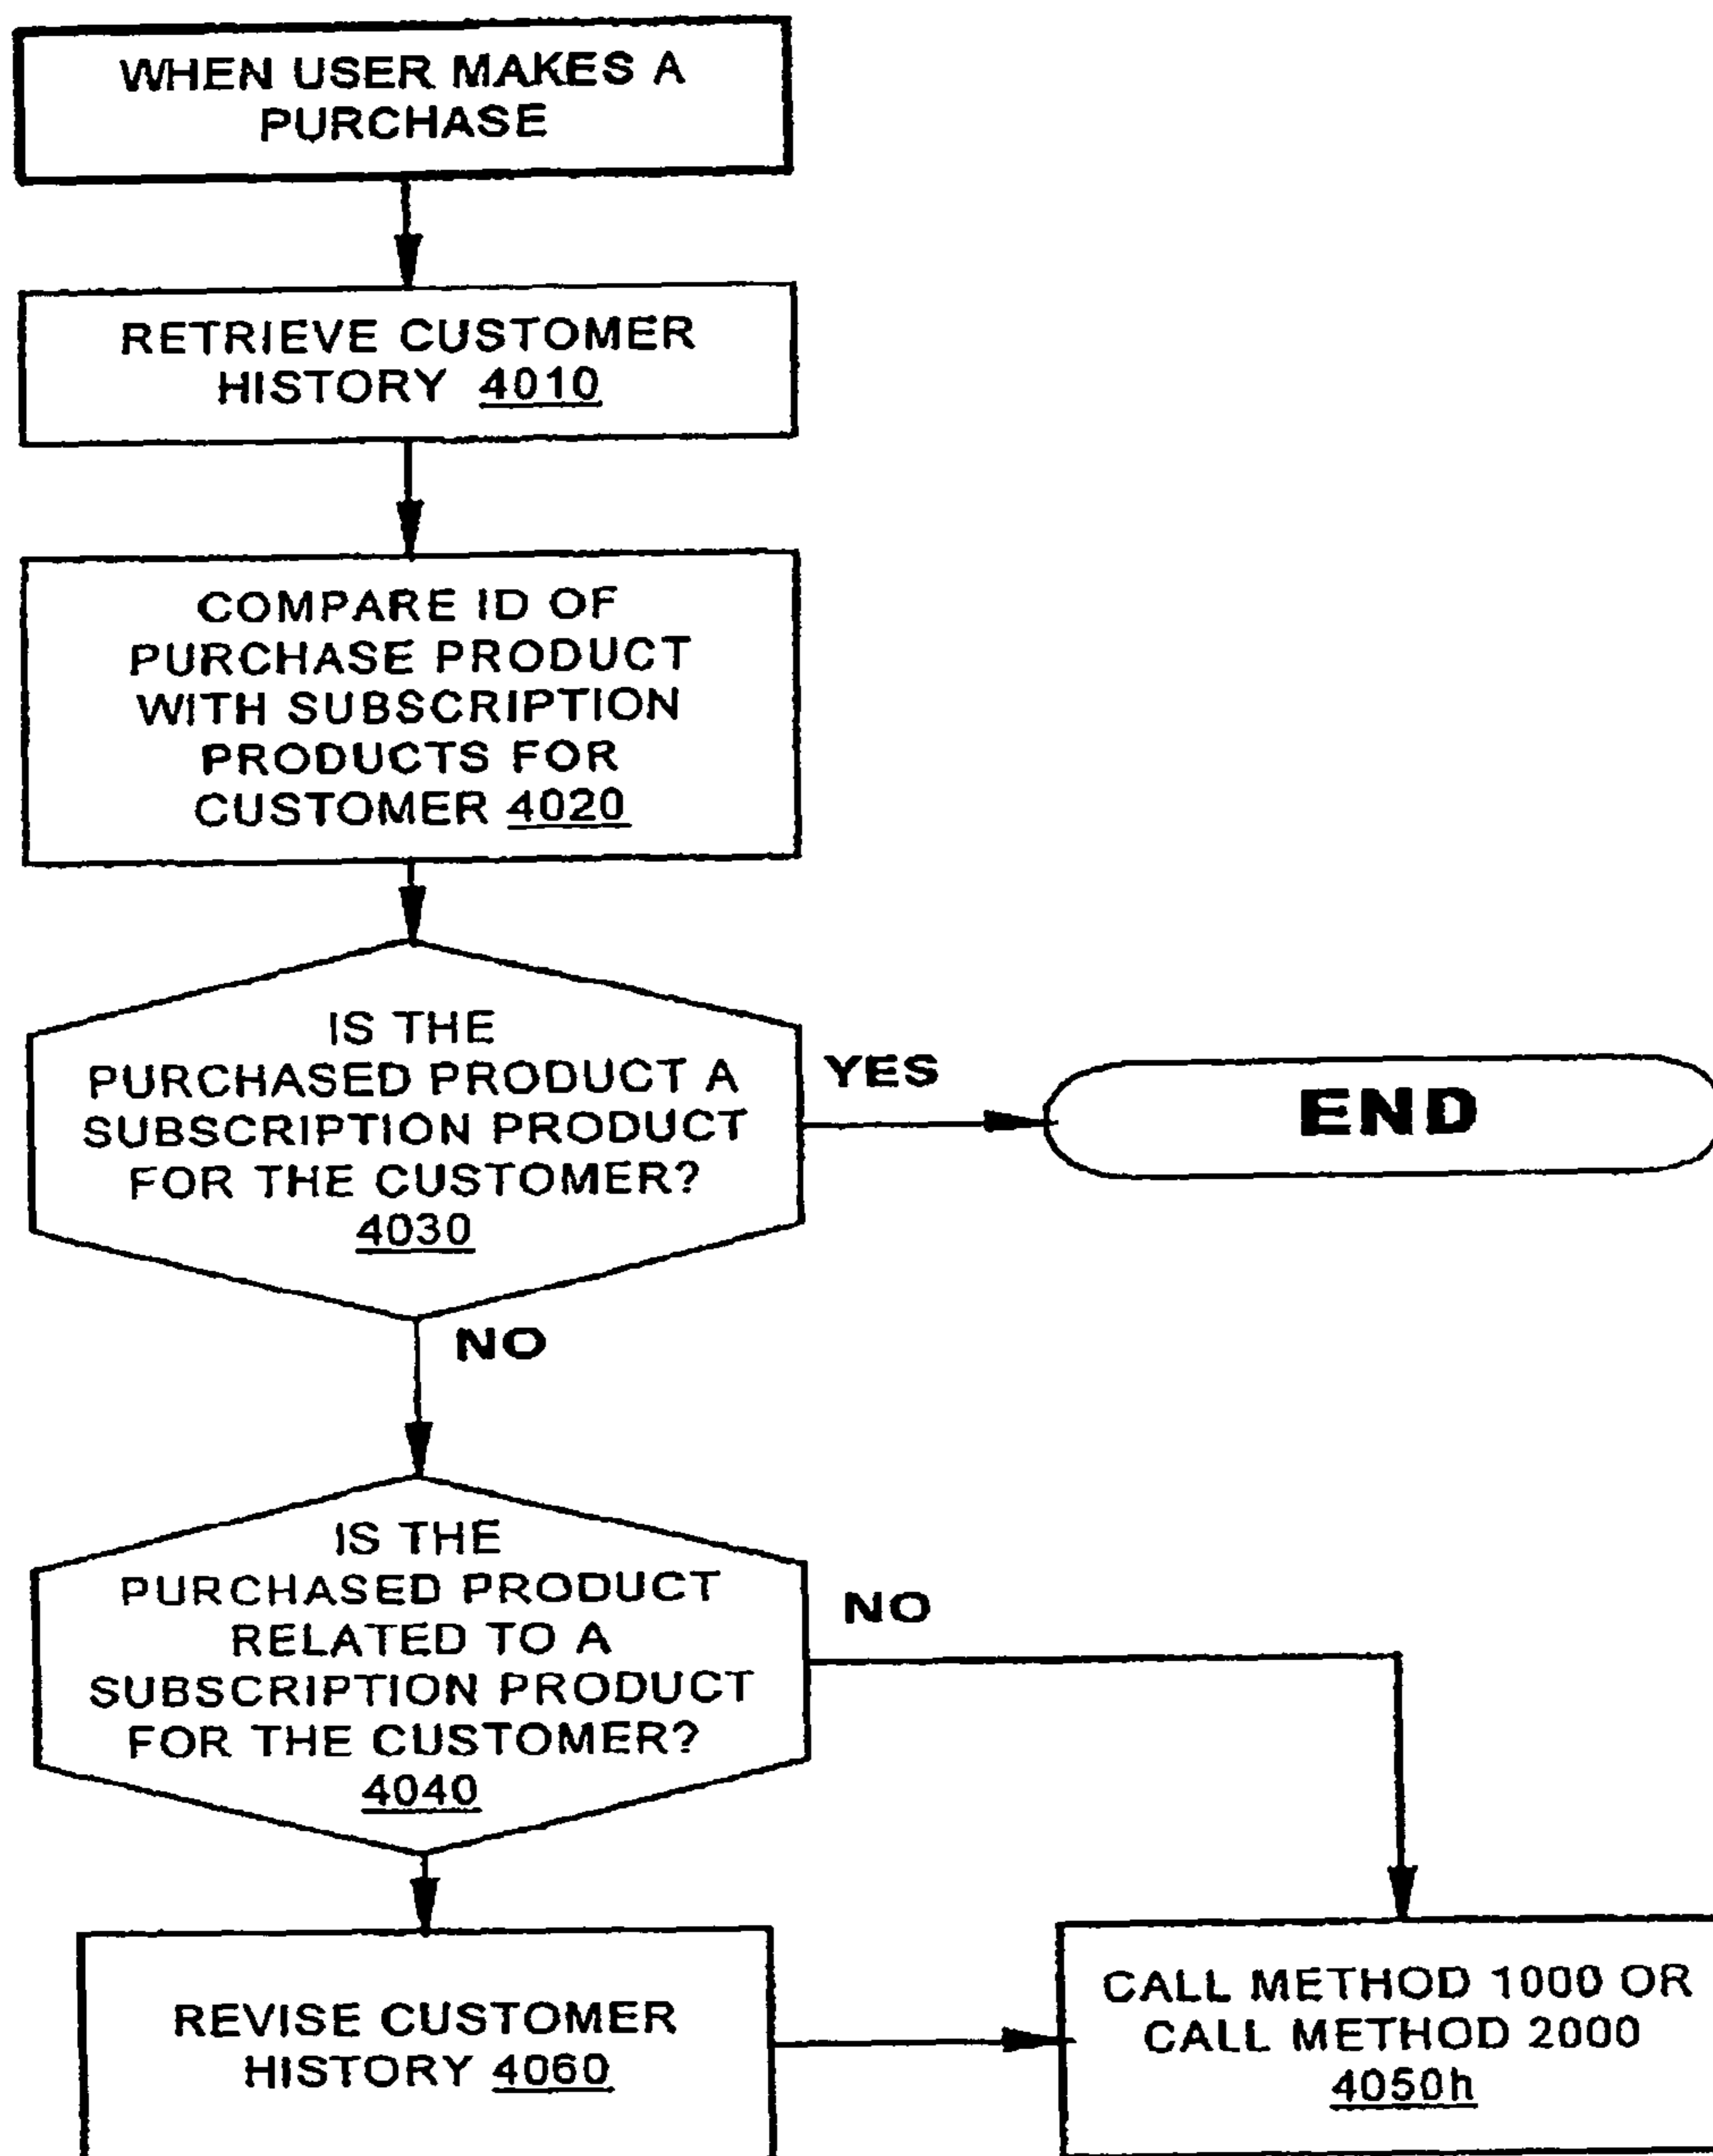 WHEN USER MAKES A
PURCHASE
RETRIEVE CUSTOMER
HISTORY 4010
COMPARE ID OF
PURCHASE PRODUCT
WITH SUBSCRIPTION
PRODUCTS FOR
CUSTOMER 4020
IS THE
PURCHASED PRODUCT A
SUBSCRIPTION PRODUCT
FOR THE CUSTOMER?
4030
YES
END
NO
IS THE
PURCHASED PRODUCT
RELATED TO A
SUBSCRIPTION PRODUCT
FOR THE CUSTOMER?
4040
NO
REVISE CUSTOMER
HISTORY 4060
CALL METHOD 1000 OR
CALL METHOD 2000
4050h